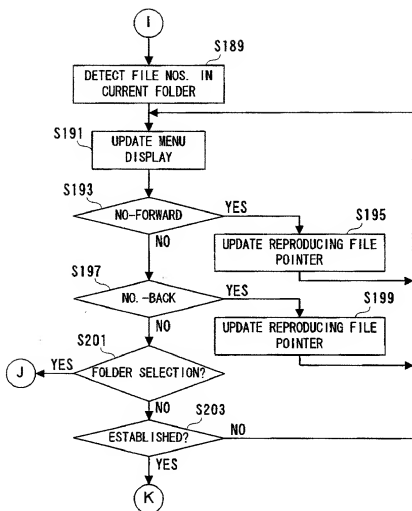 I
S189
DETECT FILE NOS. IN
CURRENT FOLDER
S191
UPDATE MENU
DISPLAY
S193
NO-FORWARD
YES
S195
UPDATE REPRODUCING FILE
POINTER
NO
S197
NO.-BACK
YES
S199
UPDATE REPRODUCING FILE
POINTER
NO
S201
J
YES
FOLDER SELECTION?
NO
S203
ESTABLISHED?
NO
YES
K